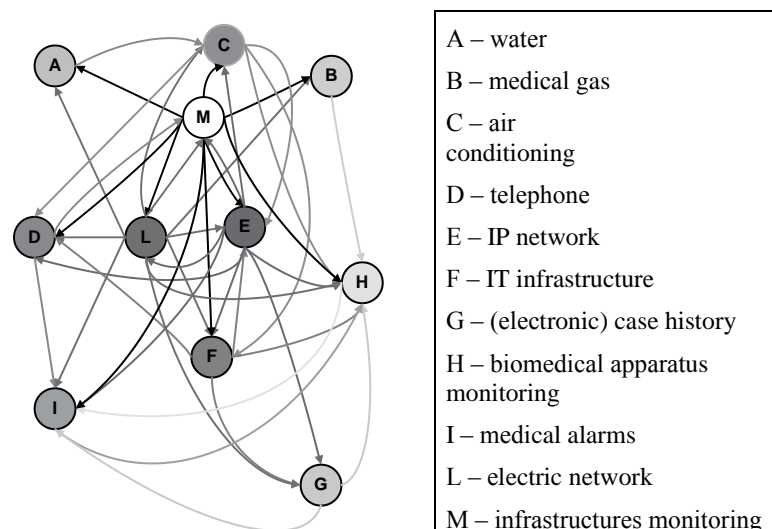 C
A
B
M
D
L
E
H
F
I
G
A – water
B – medical gas
C – air
conditioning
D – telephone
E – IP network
F – IT infrastructure
G – (electronic) case history
H – biomedical apparatus
monitoring
I – medical alarms
L – electric network
M – infrastructures monitoring